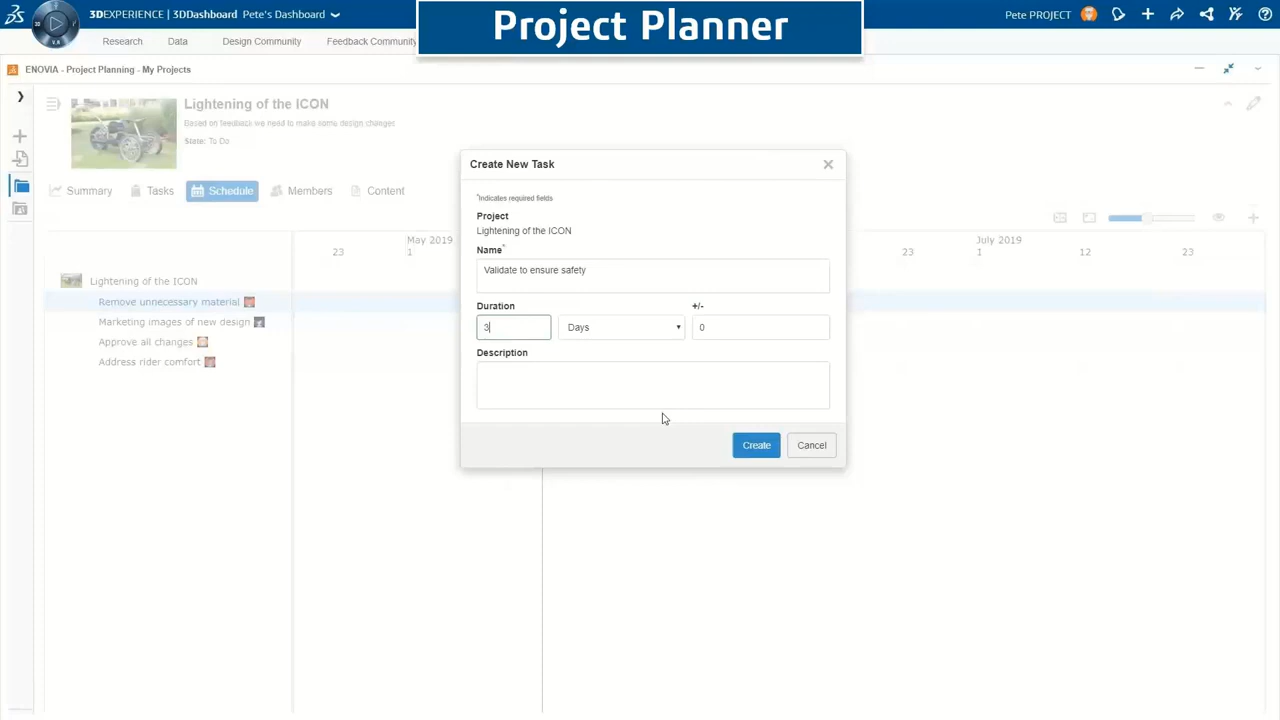 Project Planner
3DEXPERIENCE | 3DDashboard Pete's Dashboard
Pete PROJECT
3D
V.R
Research Data Design Community Feedback Community
ENOVIA - Project Planning - My Projects
Lightening of the ICON
Based on feedback we need to make some design changes
State: To Do
Summary Tasks Schedule Members Content
May 2019
23 1
23
July 2019
1 12 23
Lightening of the ICON
Remove unnecessary material
Marketing images of new design
Approve all changes
Address rider comfort
Create New Task
*Indicates required fields
Project
Lightening of the ICON
Name*
Validate to ensure safety
Duration +/-
3 Days 0
Description
Create Cancel